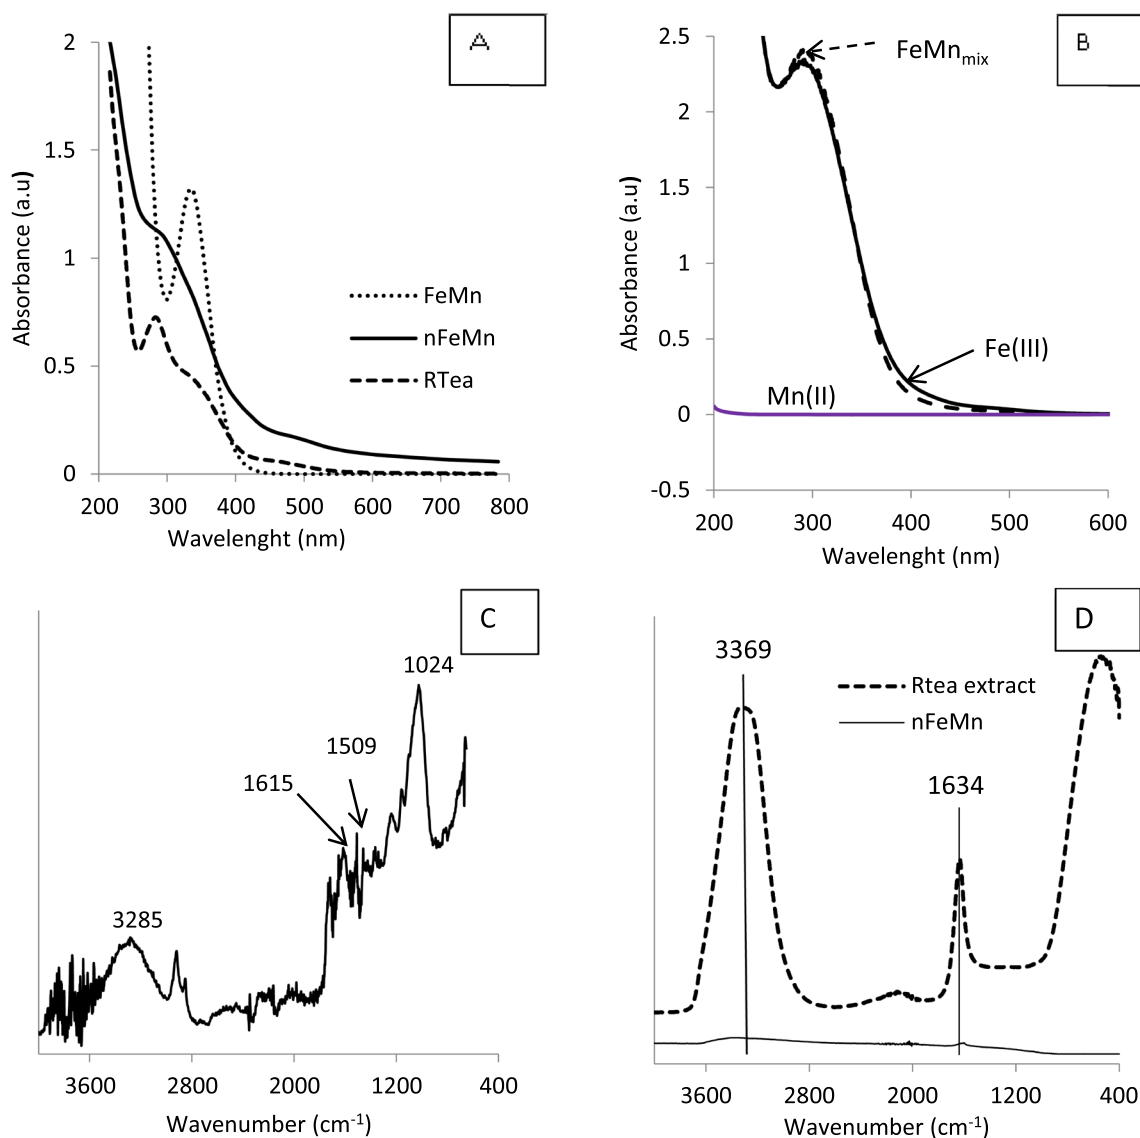 A
2
1.5
1
0.5
0
Absorbance (a.u)
FeMn
nFeMn
RTea
200 300 400 500 600 700 800
Wavelenght (nm)
B
2.5
2
1.5
1
0.5
0
-0.5
Absorbance (a.u)
FeMnmix
Fe(III)
Mn(II)
200 300 400 500 600
Wavelenght (nm)
C
1024
1509
1615
3285
3600 2800 2000 1200 400
Wavenumber (cm-1)
D
3369
Rtea extract
nFeMn
1634
3600 2800 2000 1200 400
Wavenumber (cm-1)